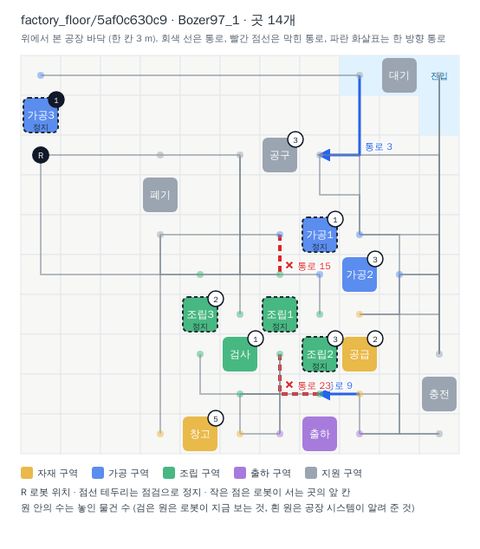 factory_floor/5af0c630c9 · Bozer97_1 · 곳 14개
위에서 본 공장 바닥 (한 칸 3 m). 회색 선은 통로, 빨간 점선은 막힌 통로, 파란 화살표는 한 방향 통로
대기
진입
1
가공3
정지
통로 3
3
R
공구
폐기
1
가공1
정지
3
✕ 통로 15
가공2
2
조립3
정지
조립1
정지
1
3
2
검사
조립2
정지
공급
✕ 통로 23
로 9
충전
5
창고
출하
자재 구역
가공 구역
조립 구역
출하 구역
지원 구역
R 로봇 위치 · 점선 테두리는 점검으로 정지 · 작은 점은 로봇이 서는 곳의 앞 칸
원 안의 수는 놓인 물건 수 (검은 원은 로봇이 지금 보는 것, 흰 원은 공장 시스템이 알려 준 것)